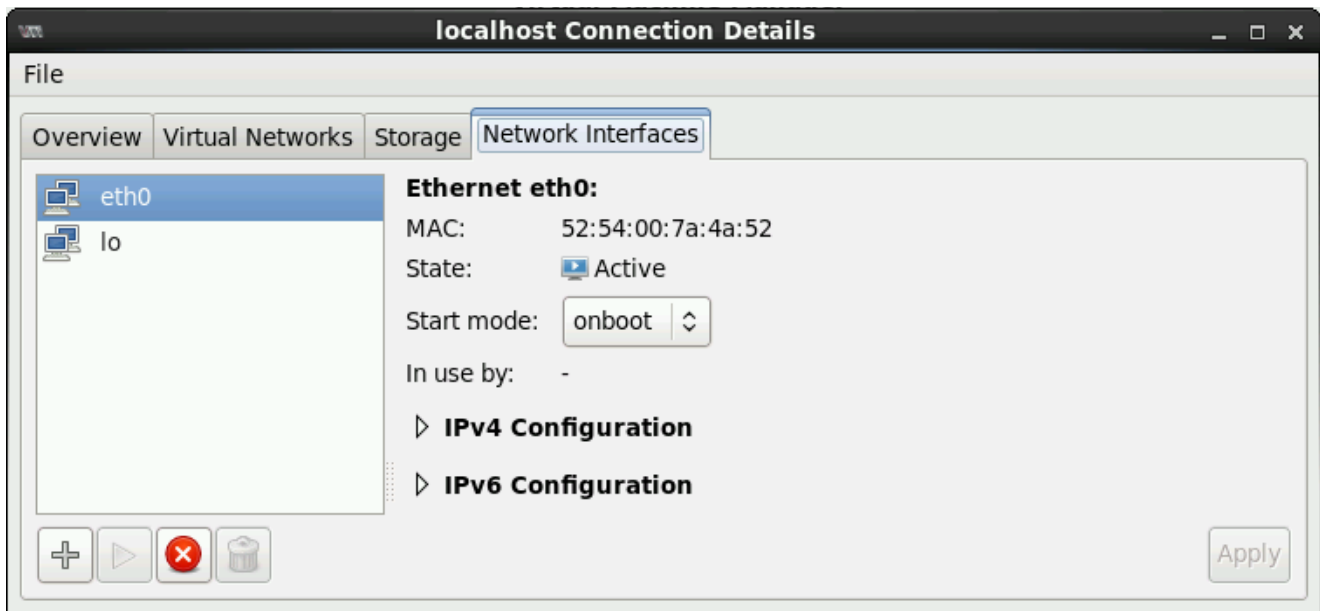 localhost Connection Details
File
Overview Virtual Networks Storage Network Interfaces
eth0
lo
Ethernet eth0:
MAC: 52:54:00:7a:4a:52
State: Active
Start mode: onboot
In use by: -
IPv4 Configuration
IPv6 Configuration
Apply